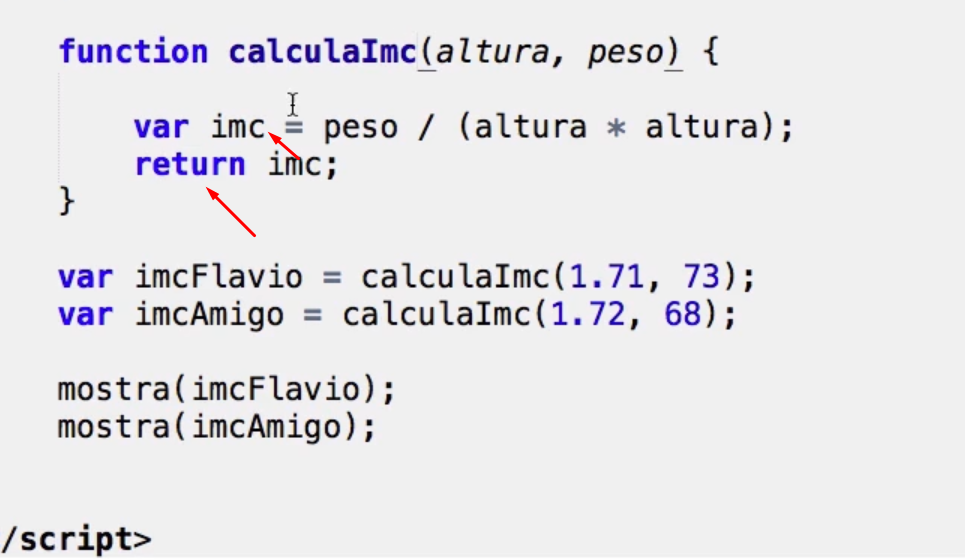 function calculaImc(altura, peso) {
var imc = peso / (altura * altura);
return imc;
}
var imcFlavio = calculaImc(1.71, 73);
var imcAmigo = calculaImc(1.72, 68);
mostra(imcFlavio);
mostra(imcAmigo);
/script>